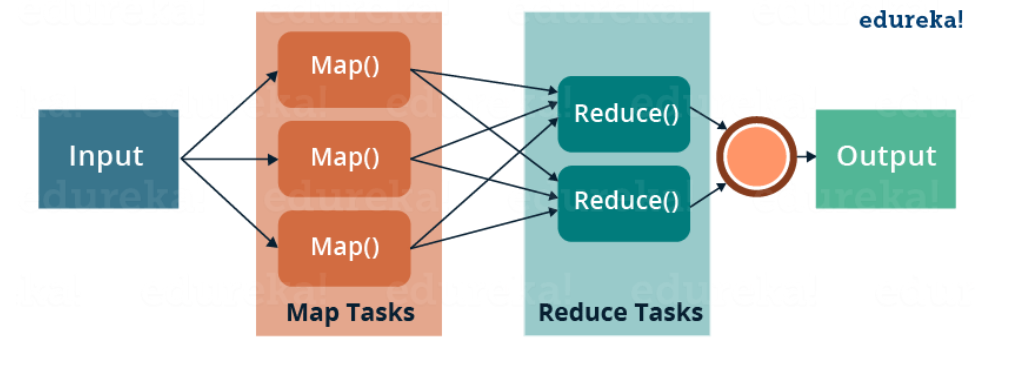 edureka!
Input
Map()
Map()
Map()
Map Tasks
Reduce()
Reduce()
Reduce Tasks
Output